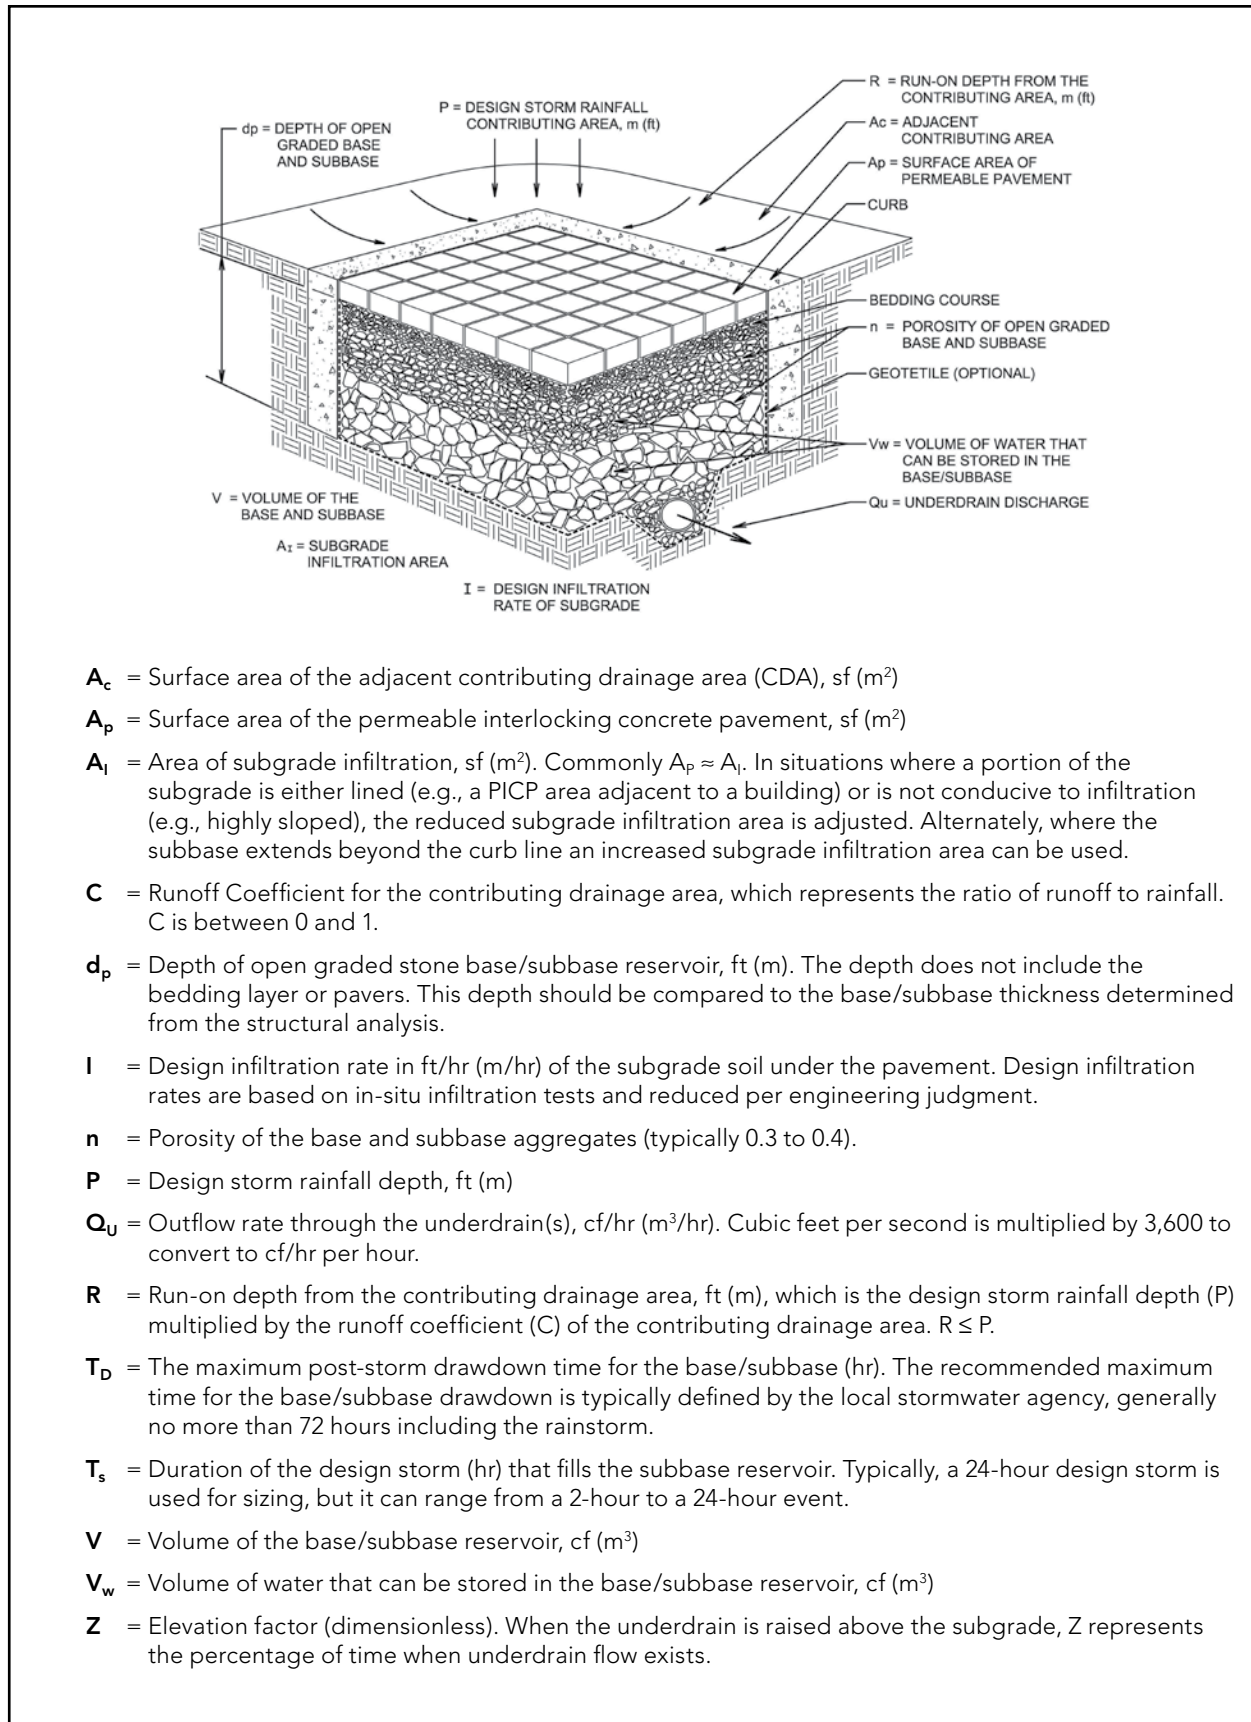 R = RUN-ON DEPTH FROM THE
CONTRIBUTING AREA, m (ft)
P = DESIGN STORM RAINFALL
CONTRIBUTING AREA, m (ft)
dp = DEPTH OF OPEN
GRADED BASE
AND SUBBASE
Ac = ADJACENT
CONTRIBUTING AREA
Ap = SURFACE AREA OF
PERMEABLE PAVEMENT
CURB
BEDDING COURSE
n = POROSITY OF OPEN GRADED
BASE AND SUBBASE
GEOTETILE (OPTIONAL)
Vw = VOLUME OF WATER THAT
CAN BE STORED IN THE
BASE/SUBBASE
Qu = UNDERDRAIN DISCHARGE
V = VOLUME OF THE
BASE AND SUBBASE
AI = SUBGRADE
INFILTRATION AREA
I = DESIGN INFILTRATION
RATE OF SUBGRADE
Ac = Surface area of the adjacent contributing drainage area (CDA), sf (m²)
Ap = Surface area of the permeable interlocking concrete pavement, sf (m²)
AI = Area of subgrade infiltration, sf (m²). Commonly AP ≈ AI. In situations where a portion of the
subgrade is either lined (e.g., a PICP area adjacent to a building) or is not conducive to infiltration
(e.g., highly sloped), the reduced subgrade infiltration area is adjusted. Alternately, where the
subbase extends beyond the curb line an increased subgrade infiltration area can be used.
C = Runoff Coefficient for the contributing drainage area, which represents the ratio of runoff to rainfall.
C is between 0 and 1.
dp = Depth of open graded stone base/subbase reservoir, ft (m). The depth does not include the
bedding layer or pavers. This depth should be compared to the base/subbase thickness determined
from the structural analysis.
I = Design infiltration rate in ft/hr (m/hr) of the subgrade soil under the pavement. Design infiltration
rates are based on in-situ infiltration tests and reduced per engineering judgment.
n = Porosity of the base and subbase aggregates (typically 0.3 to 0.4).
P = Design storm rainfall depth, ft (m)
QU = Outflow rate through the underdrain(s), cf/hr (m³/hr). Cubic feet per second is multiplied by 3,600 to
convert to cf/hr per hour.
R = Run-on depth from the contributing drainage area, ft (m), which is the design storm rainfall depth (P)
multiplied by the runoff coefficient (C) of the contributing drainage area. R ≤ P.
TD = The maximum post-storm drawdown time for the base/subbase (hr). The recommended maximum
time for the base/subbase drawdown is typically defined by the local stormwater agency, generally
no more than 72 hours including the rainstorm.
Ts = Duration of the design storm (hr) that fills the subbase reservoir. Typically, a 24-hour design storm is
used for sizing, but it can range from a 2-hour to a 24-hour event.
V = Volume of the base/subbase reservoir, cf (m³)
Vw = Volume of water that can be stored in the base/subbase reservoir, cf (m³)
Z = Elevation factor (dimensionless). When the underdrain is raised above the subgrade, Z represents
the percentage of time when underdrain flow exists.